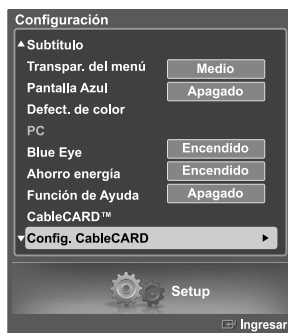 Configuración
Subtítulo
Transpar. del menú Medio
Pantalla Azul Apagado
Defect. de color
PC
Blue Eye Encendido
Ahorro energía Encendido
Función de Ayuda Apagado
CableCARD™
Config. CableCARD
Setup
Ingresar